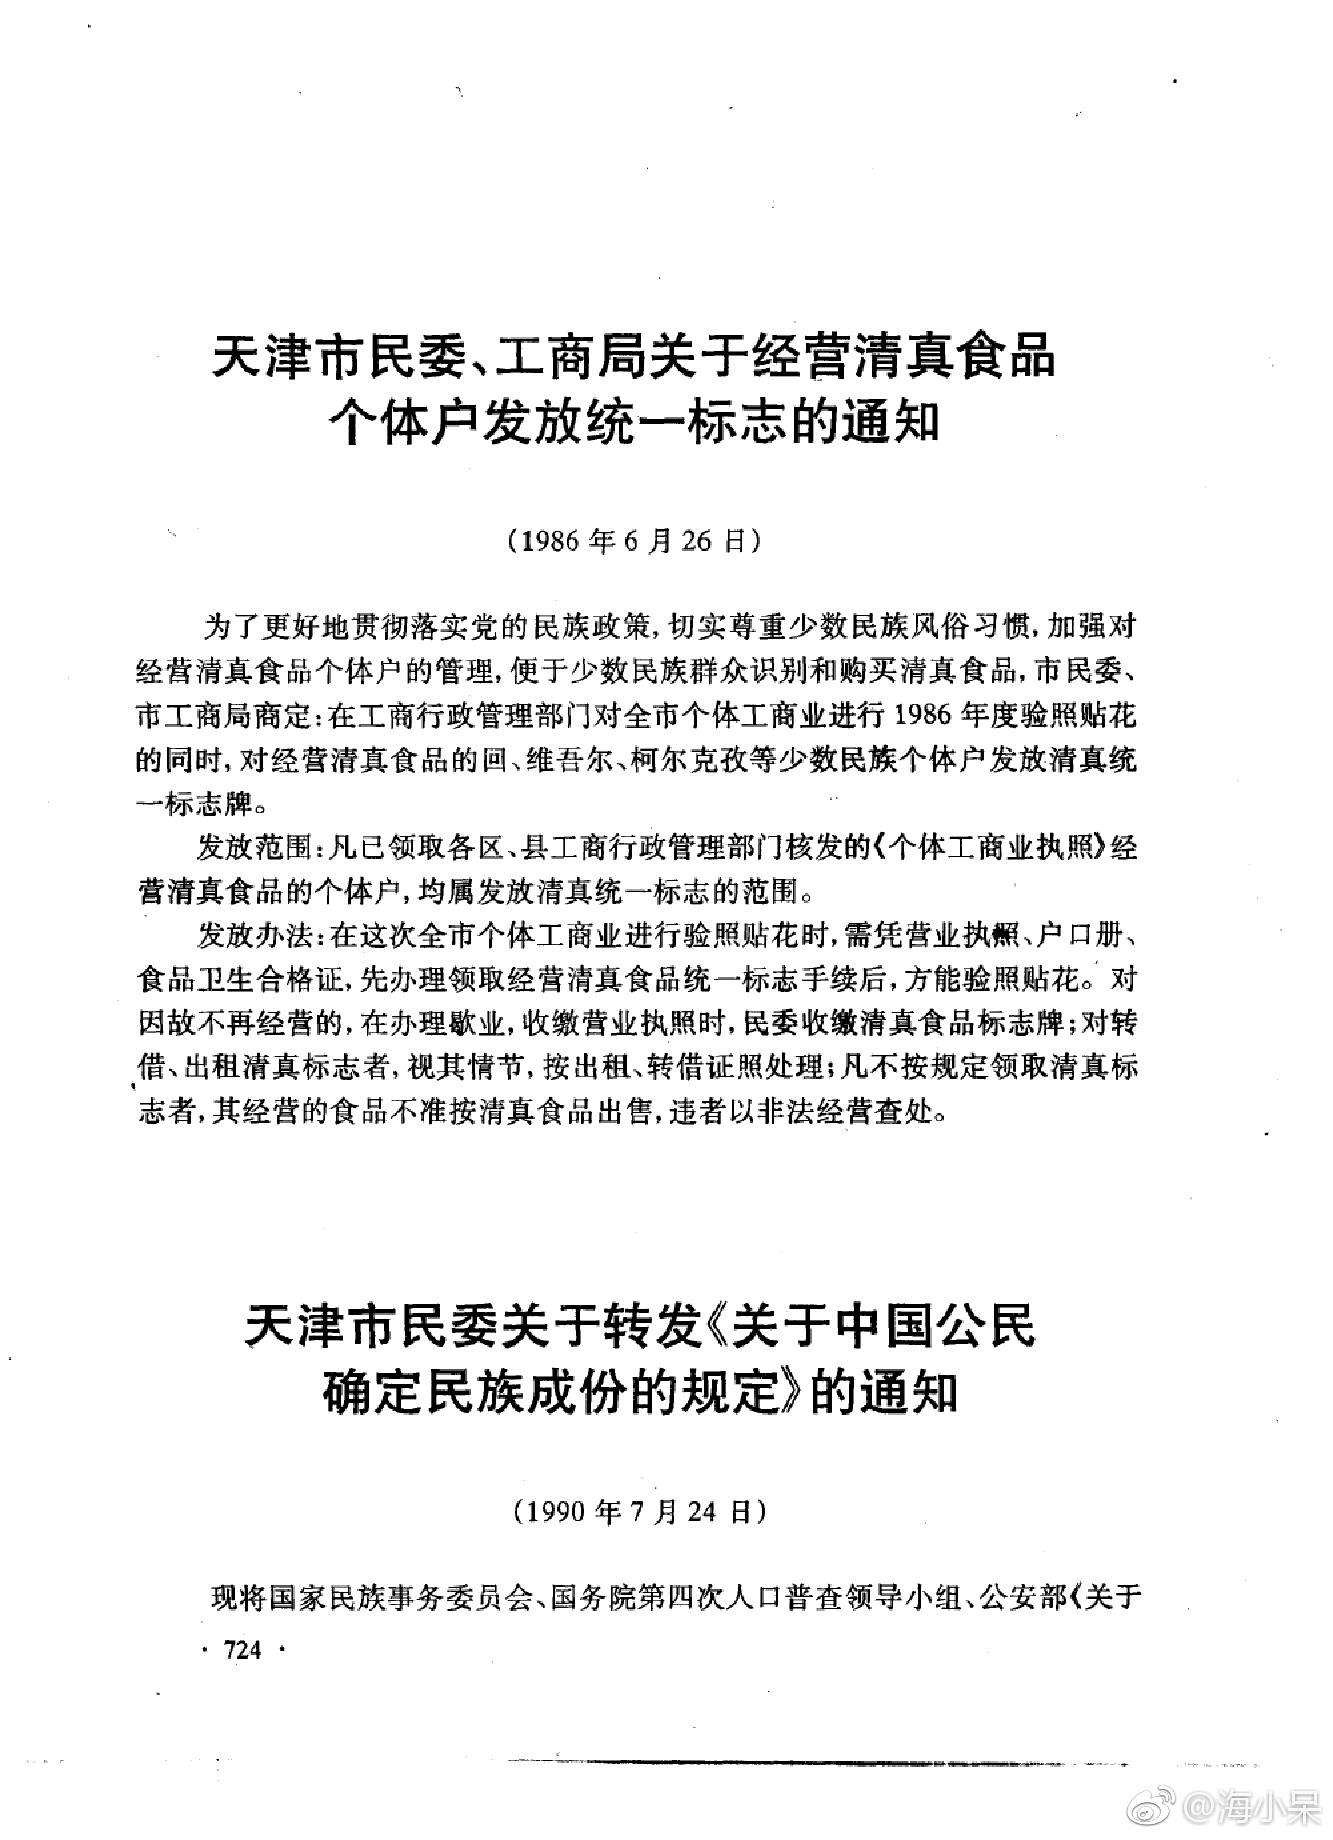 天津市民委、工商局关于经营清真食品
个体户发放统一标志的通知
(1986 年 6 月 26 日)
为了更好地贯彻落实党的民族政策,切实尊重少数民族风俗习惯,加强对
经营清真食品个体户的管理,便于少数民族群众识别和购买清真食品,市民委、
市工商局商定:在工商行政管理部门对全市个体工商业进行 1986 年度验照贴花
的同时,对经营清真食品的回、维吾尔、柯尔克孜等少数民族个体户发放清真统
一标志牌。
发放范围:凡已领取各区、县工商行政管理部门核发的《个体工商业执照》经
营清真食品的个体户,均属发放清真统一标志的范围。
发放办法:在这次全市个体工商业进行验照贴花时,需凭营业执照、户口册、
食品卫生合格证,先办理领取经营清真食品统一标志手续后,方能验照贴花。对
因故不再经营的,在办理歇业,收缴营业执照时,民委收缴清真食品标志牌;对转
借、出租清真标志者,视其情节,按出租、转借证照处理;凡不按规定领取清真标
志者,其经营的食品不准按清真食品出售,违者以非法经营查处。
天津市民委关于转发《关于中国公民
确定民族成份的规定》的通知
(1990 年 7 月 24 日)
现将国家民族事务委员会、国务院第四次人口普查领导小组、公安部《关于
· 724 ·
@海小呆